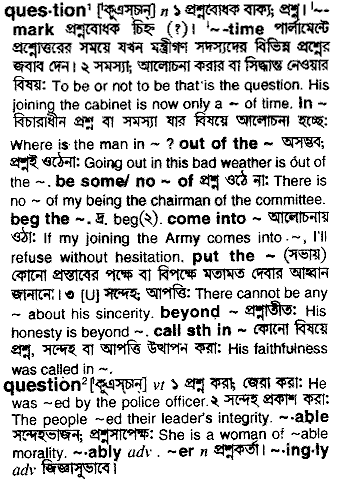 ques·tion¹ ['কুএস্চান্] n ১ প্রশ্নবোধক বাক্য; প্রশ্ন। '~·
mark প্রশ্নবোধক চিহ্ন (?)। '~·time পার্লামেন্টে
প্রশ্নোত্তরের সময়ে যখন মন্ত্রীগণ সদস্যদের বিভিন্ন প্রশ্নের
জবাব দেন। ২ সমস্যা; আলোচনা করার বা সিদ্ধান্ত নেওয়ার
বিষয়: To be or not to be that is the question. His
joining the cabinet is now only a ~ of time. in ~
বিচারাধীন প্রশ্ন বা সমস্যা যার বিষয়ে আলোচনা হচ্ছে:
Where is the man in ~ ? out of the ~ অসম্ভব;
প্রশ্নই ওঠেনা: Going out in this bad weather is out of
the ~. be some/ no ~ of প্রশ্ন ওঠে না: There is
no ~ of my being the chairman of the committee.
beg the ~. দ্র. beg(২). come into ~ আলোচনায়
ওঠা: If my joining the Army comes into ~, I'll
refuse without hesitation. put the ~ (সভায়)
কোনো প্রস্তাবের পক্ষে বা বিপক্ষে মতামত দেবার আহ্বান
জানানো। ৩ [U] সন্দেহ; আপত্তি: There cannot be any
~ about his sincerity. beyond ~ প্রশ্নাতীত: His
honesty is beyond ~. call sth in ~ কোনো বিষয়ে
প্রশ্ন, সন্দেহ বা আপত্তি উত্থাপন করা: His faithfulness
was called in ~.
question² ['কুএস্চান্] vt ১ প্রশ্ন করা; জেরা করা: He
was ~ed by the police officer. ২ সন্দেহ প্রকাশ করা:
The people ~ed their leader's integrity. ~·able
সন্দেহভাজন; প্রশ্নসাপেক্ষ: She is a woman of ~able
morality. ~·ably adv. ~er n প্রশ্নকর্তা। ~·ing·ly
adv জিজ্ঞাসুভাবে।